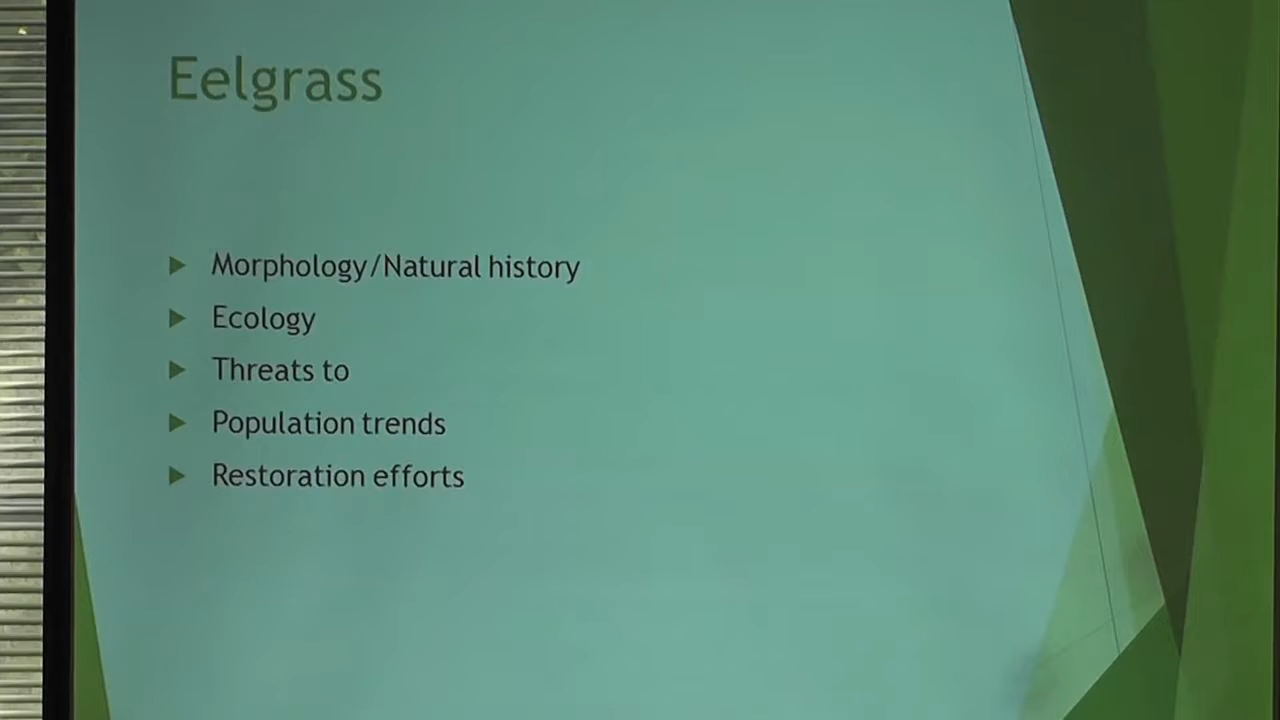 Eelgrass
Morphology/Natural history
Ecology
Threats to
Population trends
Restoration efforts